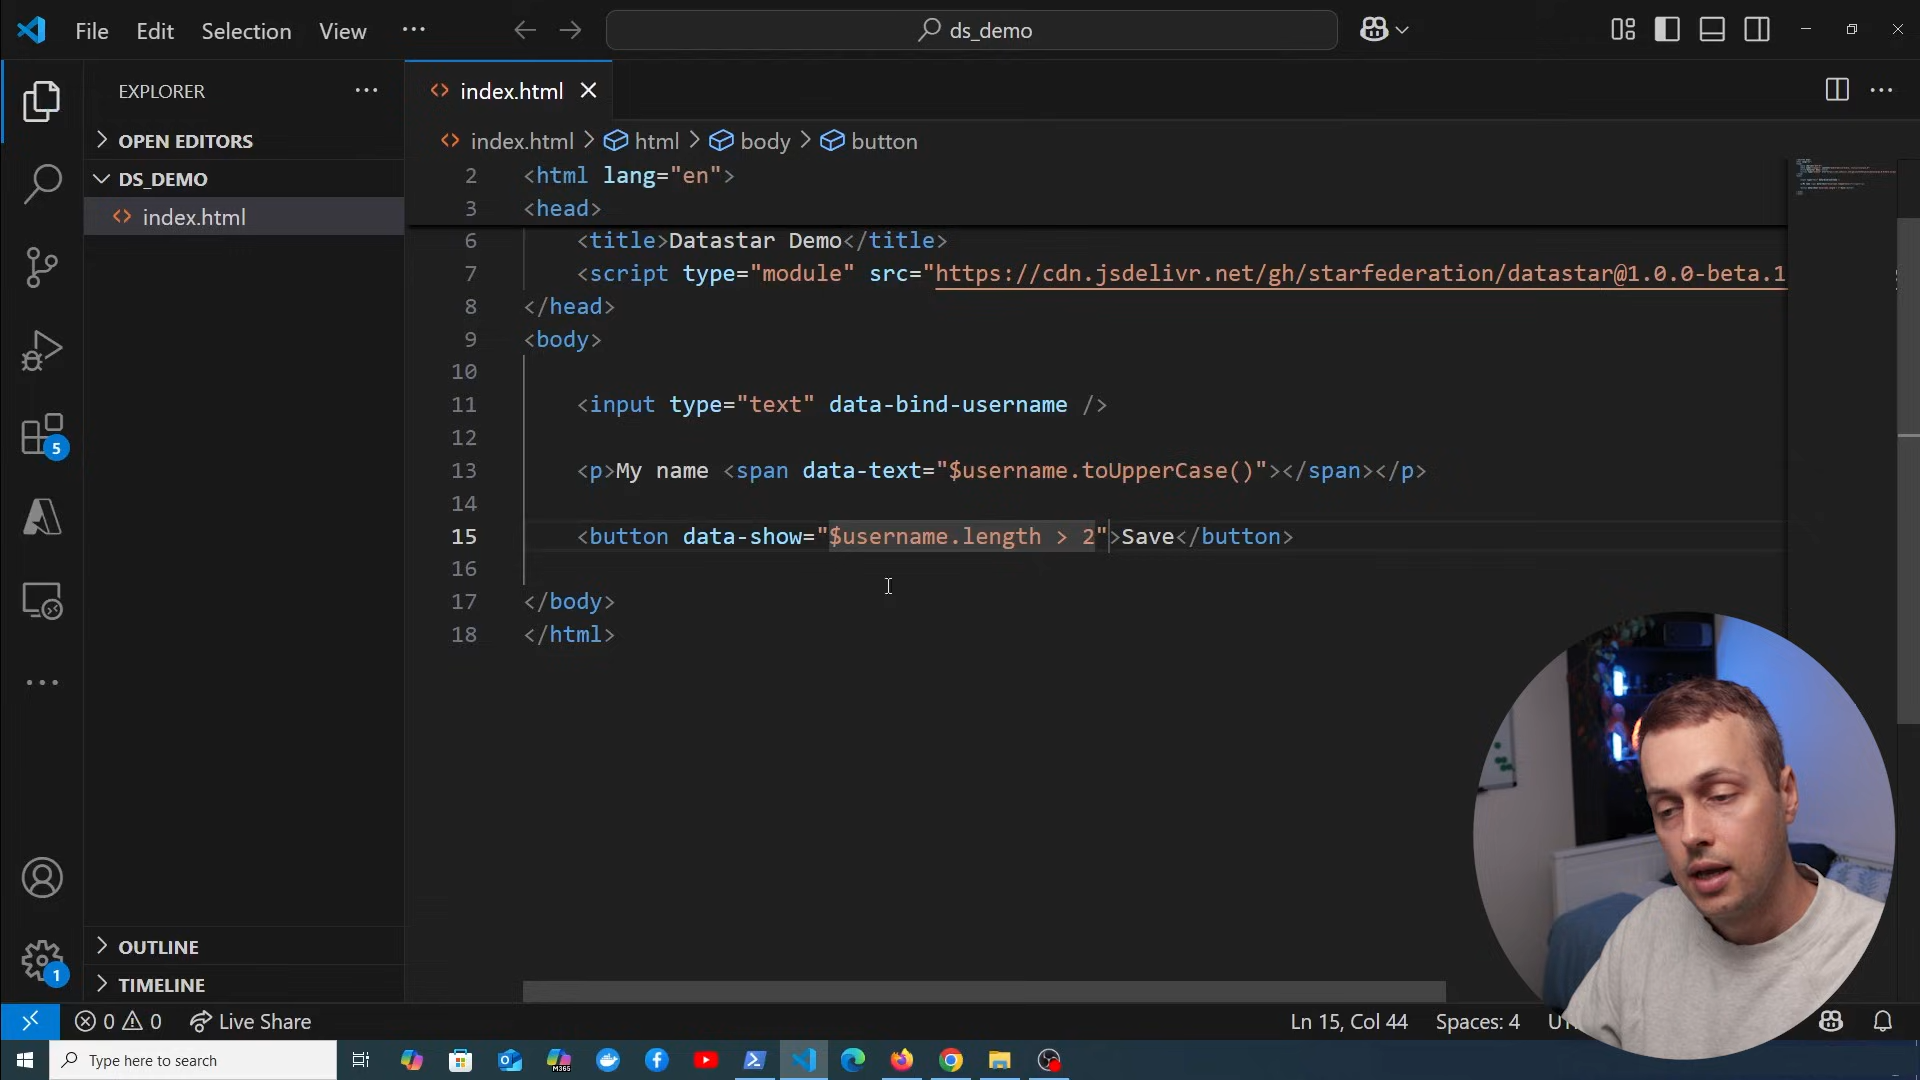 File Edit Selection View ··· ds_demo
EXPLORER
OPEN EDITORS
DS_DEMO
index.html
5
OUTLINE
TIMELINE
1
index.html
index.html > html > body > button
2 <html lang="en">
3 <head>
6 <title>Datastar Demo</title>
7 <script type="module" src="https://cdn.jsdelivr.net/gh/starfederation/datastar@1.0.0-beta.1
8 </head>
9 <body>
10
11 <input type="text" data-bind-username />
12
13 <p>My name <span data-text="$username.toUpperCase()"></span></p>
14
15 <button data-show="$username.length > 2">Save</button>
16
17 </body>
18 </html>
0 0 Live Share Ln 15, Col 44 Spaces: 4
Type here to search